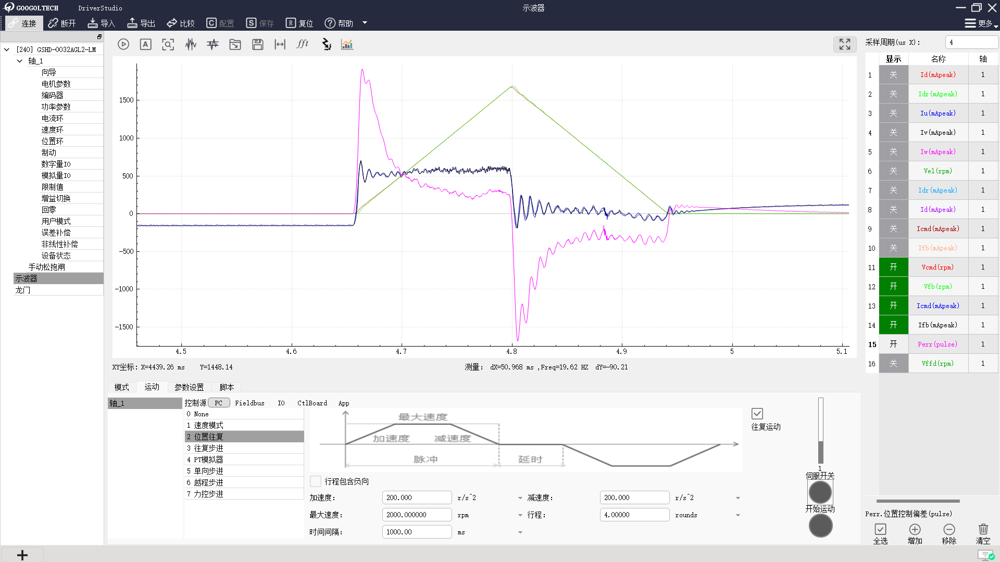 GOOGOLTECH DriverStudio 示波器
连接 断开 导入 导出 比较 C 配置 S 保存 R 复位 ? 帮助 更多
[240] GSHD-0032AGL2-LM
轴_1
向导
电机参数
编码器
功率参数
电流环
速度环
位置环
制动
数字量IO
模拟量IO
限制值
增益切换
回零
用户模式
误差补偿
非线性补偿
设备状态
手动松抱闸
示波器
龙门
A fft
1500
1000
500
0
-500
-1000
-1500
4.5 4.6 4.7 4.8 4.9 5 5.1
XY坐标: X=4439.26 ms Y=1448.14 测量: dX=50.968 ms ,Freq=19.62 HZ dY=-90.21
采样周期(us X): 4
显示 名称 轴
1 关 Id(mApeak) 1
2 关 Idr(mApeak) 1
3 关 Iu(mApeak) 1
4 关 Iv(mApeak) 1
5 关 Iw(mApeak) 1
6 关 Vel(rpm) 1
7 关 Idr(mApeak) 1
8 关 Id(mApeak) 1
9 关 Icmd(mApeak) 1
10 关 Ifb(mApeak) 1
11 开 Vcmd(rpm) 1
12 开 Vfb(rpm) 1
13 开 Icmd(mApeak) 1
14 开 Ifb(mApeak) 1
15 开 Perr(pulse) 1
16 关 Vffd(rpm) 1
模式 运动 参数设置 脚本
轴_1
控制源 PC Fieldbus IO CtlBoard App
0 None
1 速度模式
2 位置往复
3 往复步进
4 PT模拟器
5 单向步进
6 越程步进
7 力控步进
最大速度
加速度 减速度
脉冲 延时
往复运动
行程包含负向
加速度: 200.000 r/s^2 减速度: 200.000 r/s^2
最大速度: 2000.000000 rpm 行程: 4.00000 rounds
时间间隔: 1000.00 ms
1
伺服开关
开始运动
Perr.位置控制偏差(pulse)
全选 增加 移除 清空